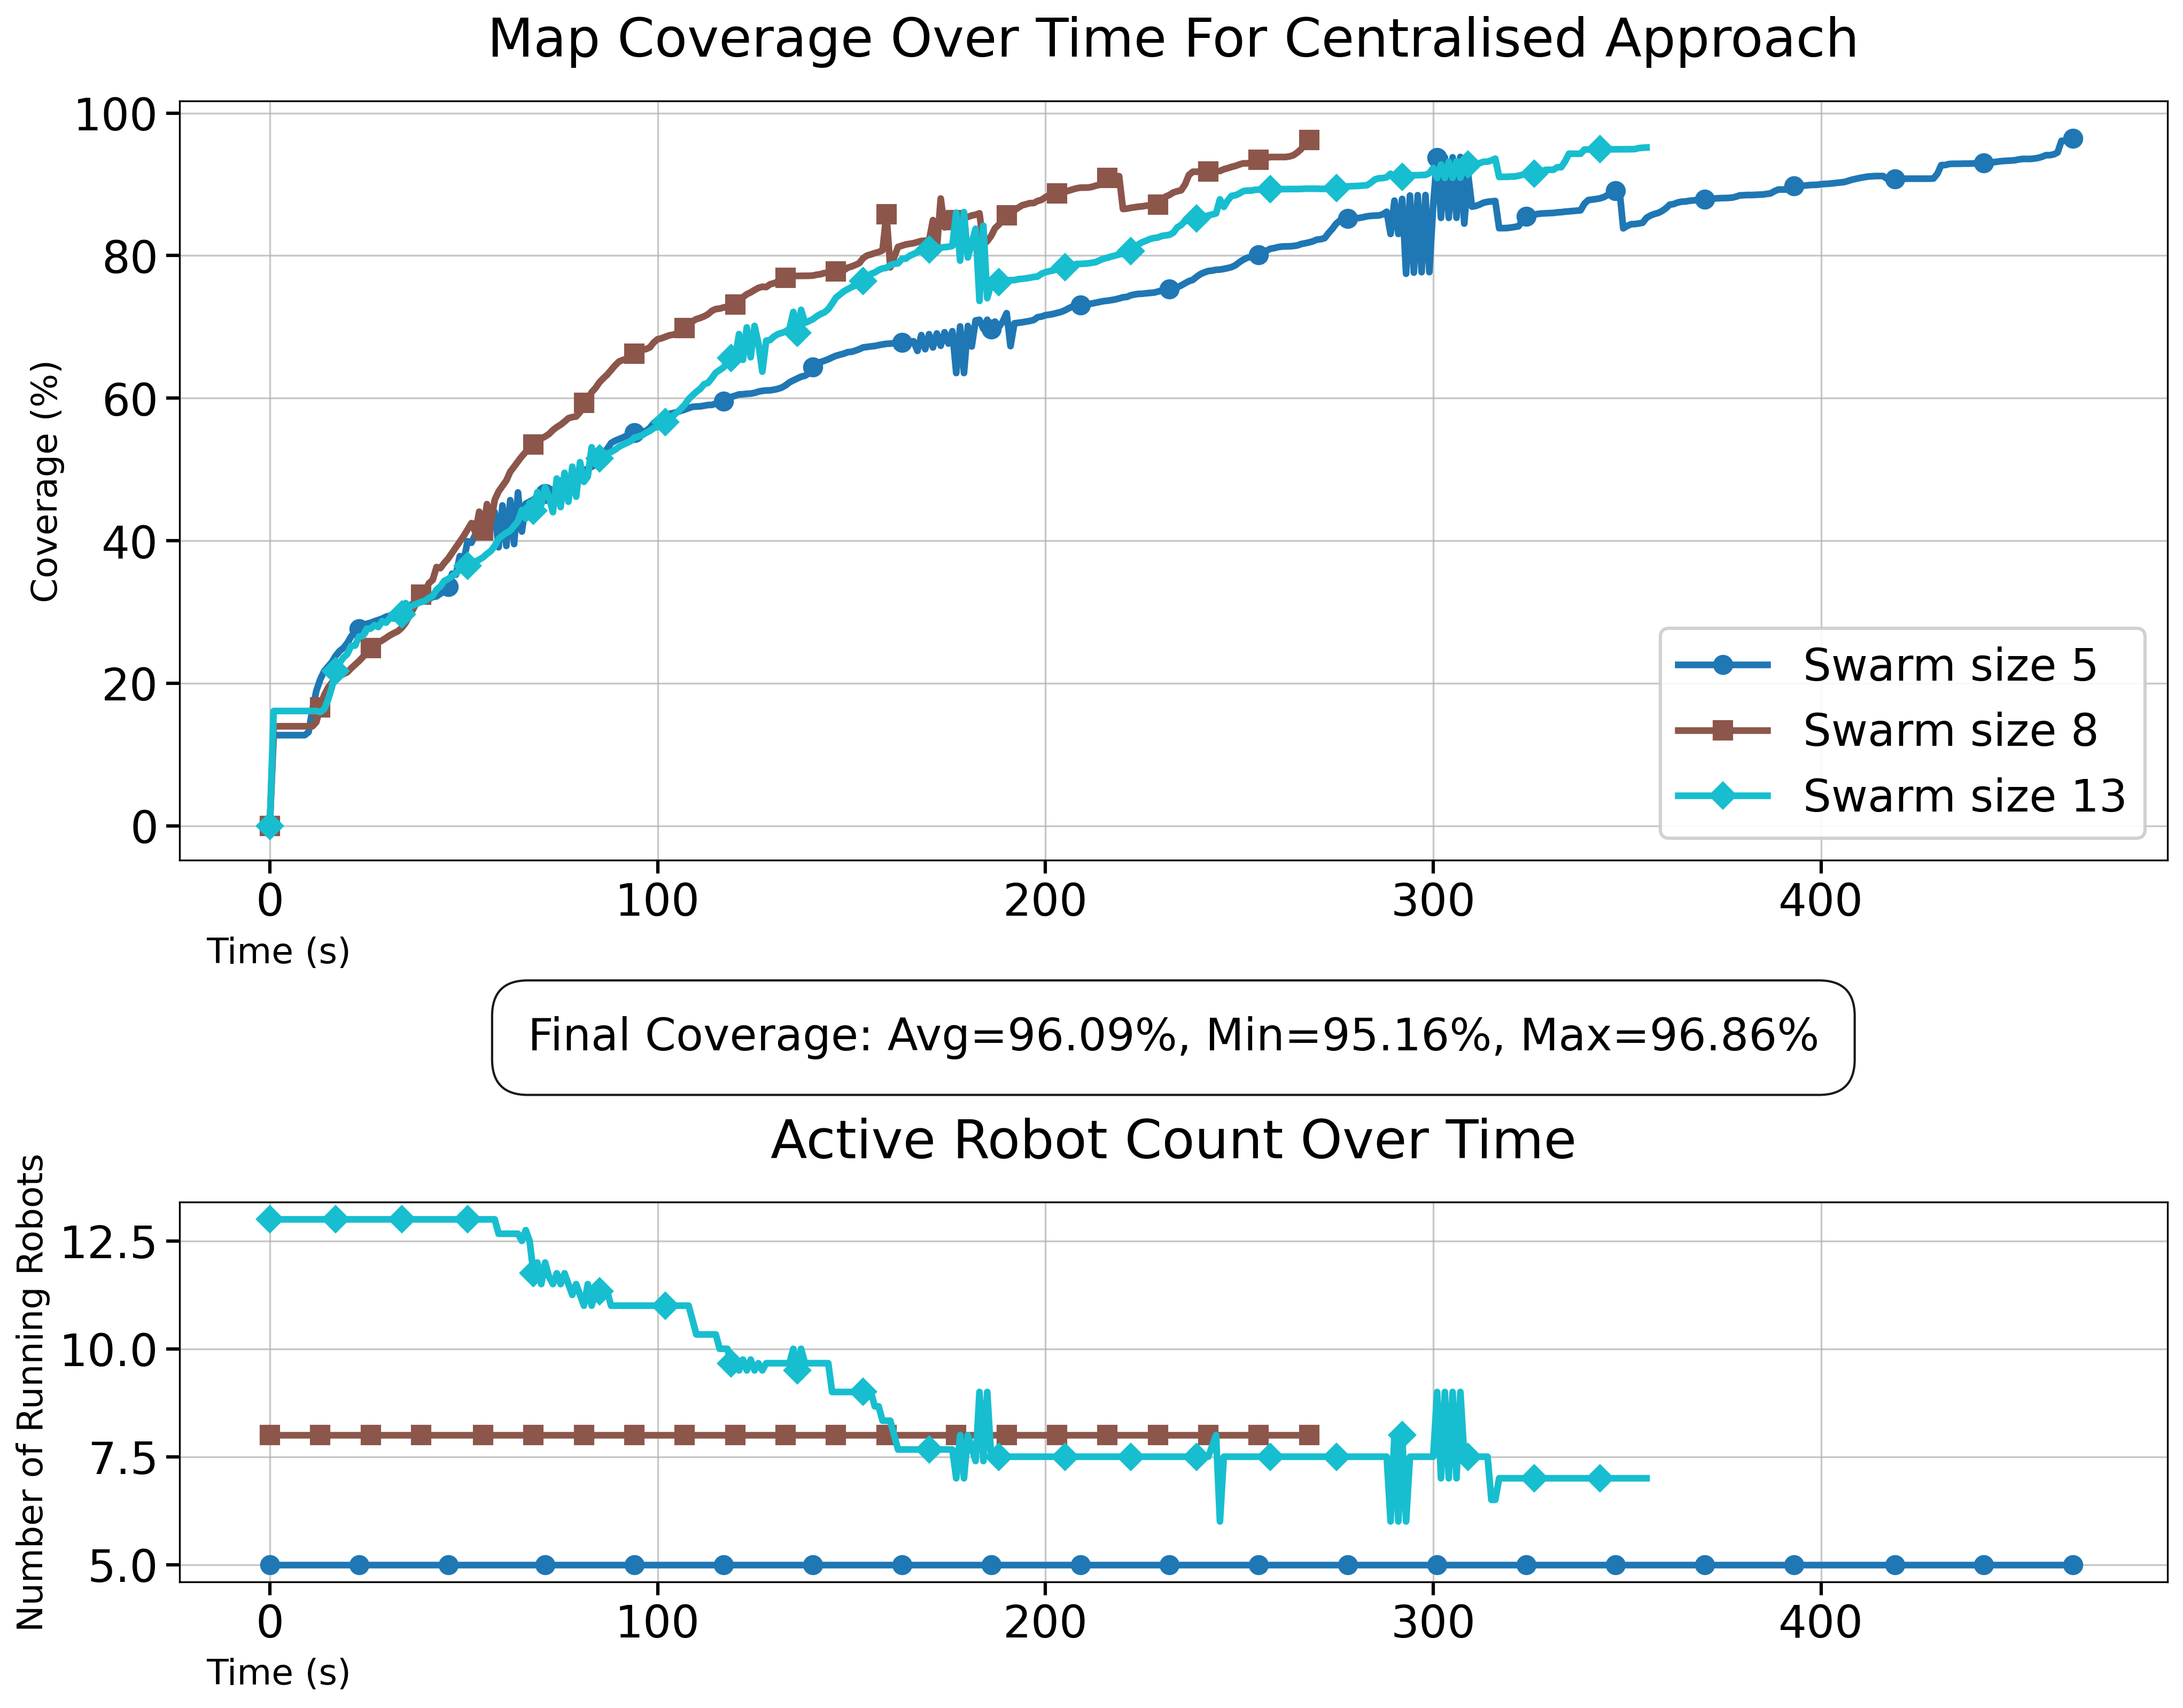 Map Coverage Over Time For Centralised Approach
Coverage (%)
100
80
60
40
20
0
0 100 200 300 400
Time (s)
Swarm size 5
Swarm size 8
Swarm size 13
Final Coverage: Avg=96.09%, Min=95.16%, Max=96.86%
Active Robot Count Over Time
Number of Running Robots
12.5
10.0
7.5
5.0
0 100 200 300 400
Time (s)